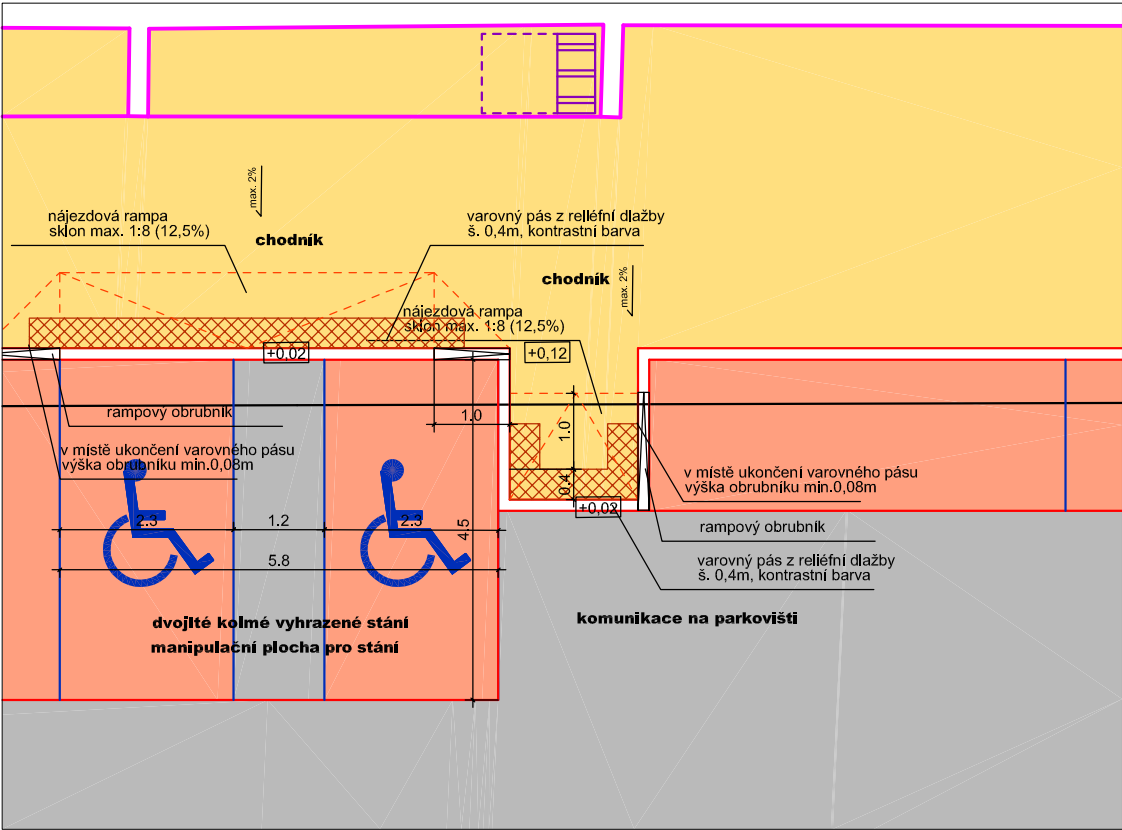 max. 2%
nájezdová rampa
sklon max. 1:8 (12,5%)
chodník
varovný pás z reliéfní dlažby
š. 0,4m, kontrastní barva
chodník
max. 2%
nájezdová rampa
sklon max. 1:8 (12,5%)
+0,02
+0,12
rampový obrubník
1.0
1.0
v místě ukončení varovného pásu
výška obrubníku min.0,08m
v místě ukončení varovného pásu
výška obrubníku min.0,08m
0.4
+0,02
2.3
1.2
2.3
4.5
rampový obrubník
5.8
varovný pás z reliéfní dlažby
š. 0,4m, kontrastní barva
dvojité kolmé vyhrazené stání
manipulační plocha pro stání
komunikace na parkovišti